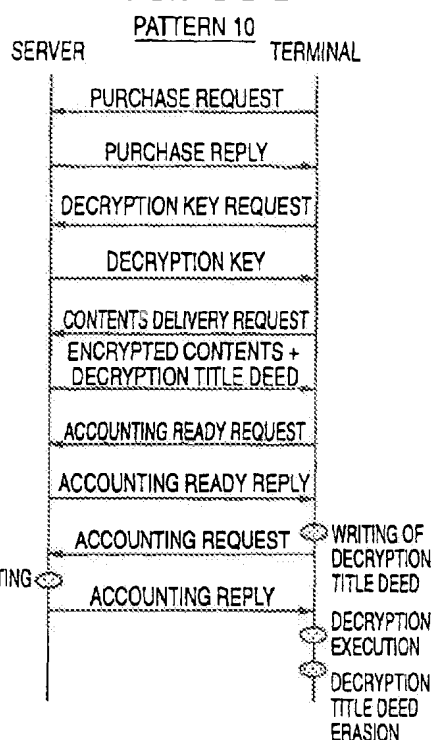 PATTERN 10
SERVER TERMINAL
PURCHASE REQUEST
PURCHASE REPLY
DECRYPTION KEY REQUEST
DECRYPTION KEY
CONTENTS DELIVERY REQUEST
ENCRYPTED CONTENTS +
DECRYPTION TITLE DEED
ACCOUNTING READY REQUEST
ACCOUNTING READY REPLY
ACCOUNTING REQUEST
WRITING OF
DECRYPTION
TITLE DEED
TING
ACCOUNTING REPLY
DECRYPTION
EXECUTION
DECRYPTION
TITLE DEED
ERASION